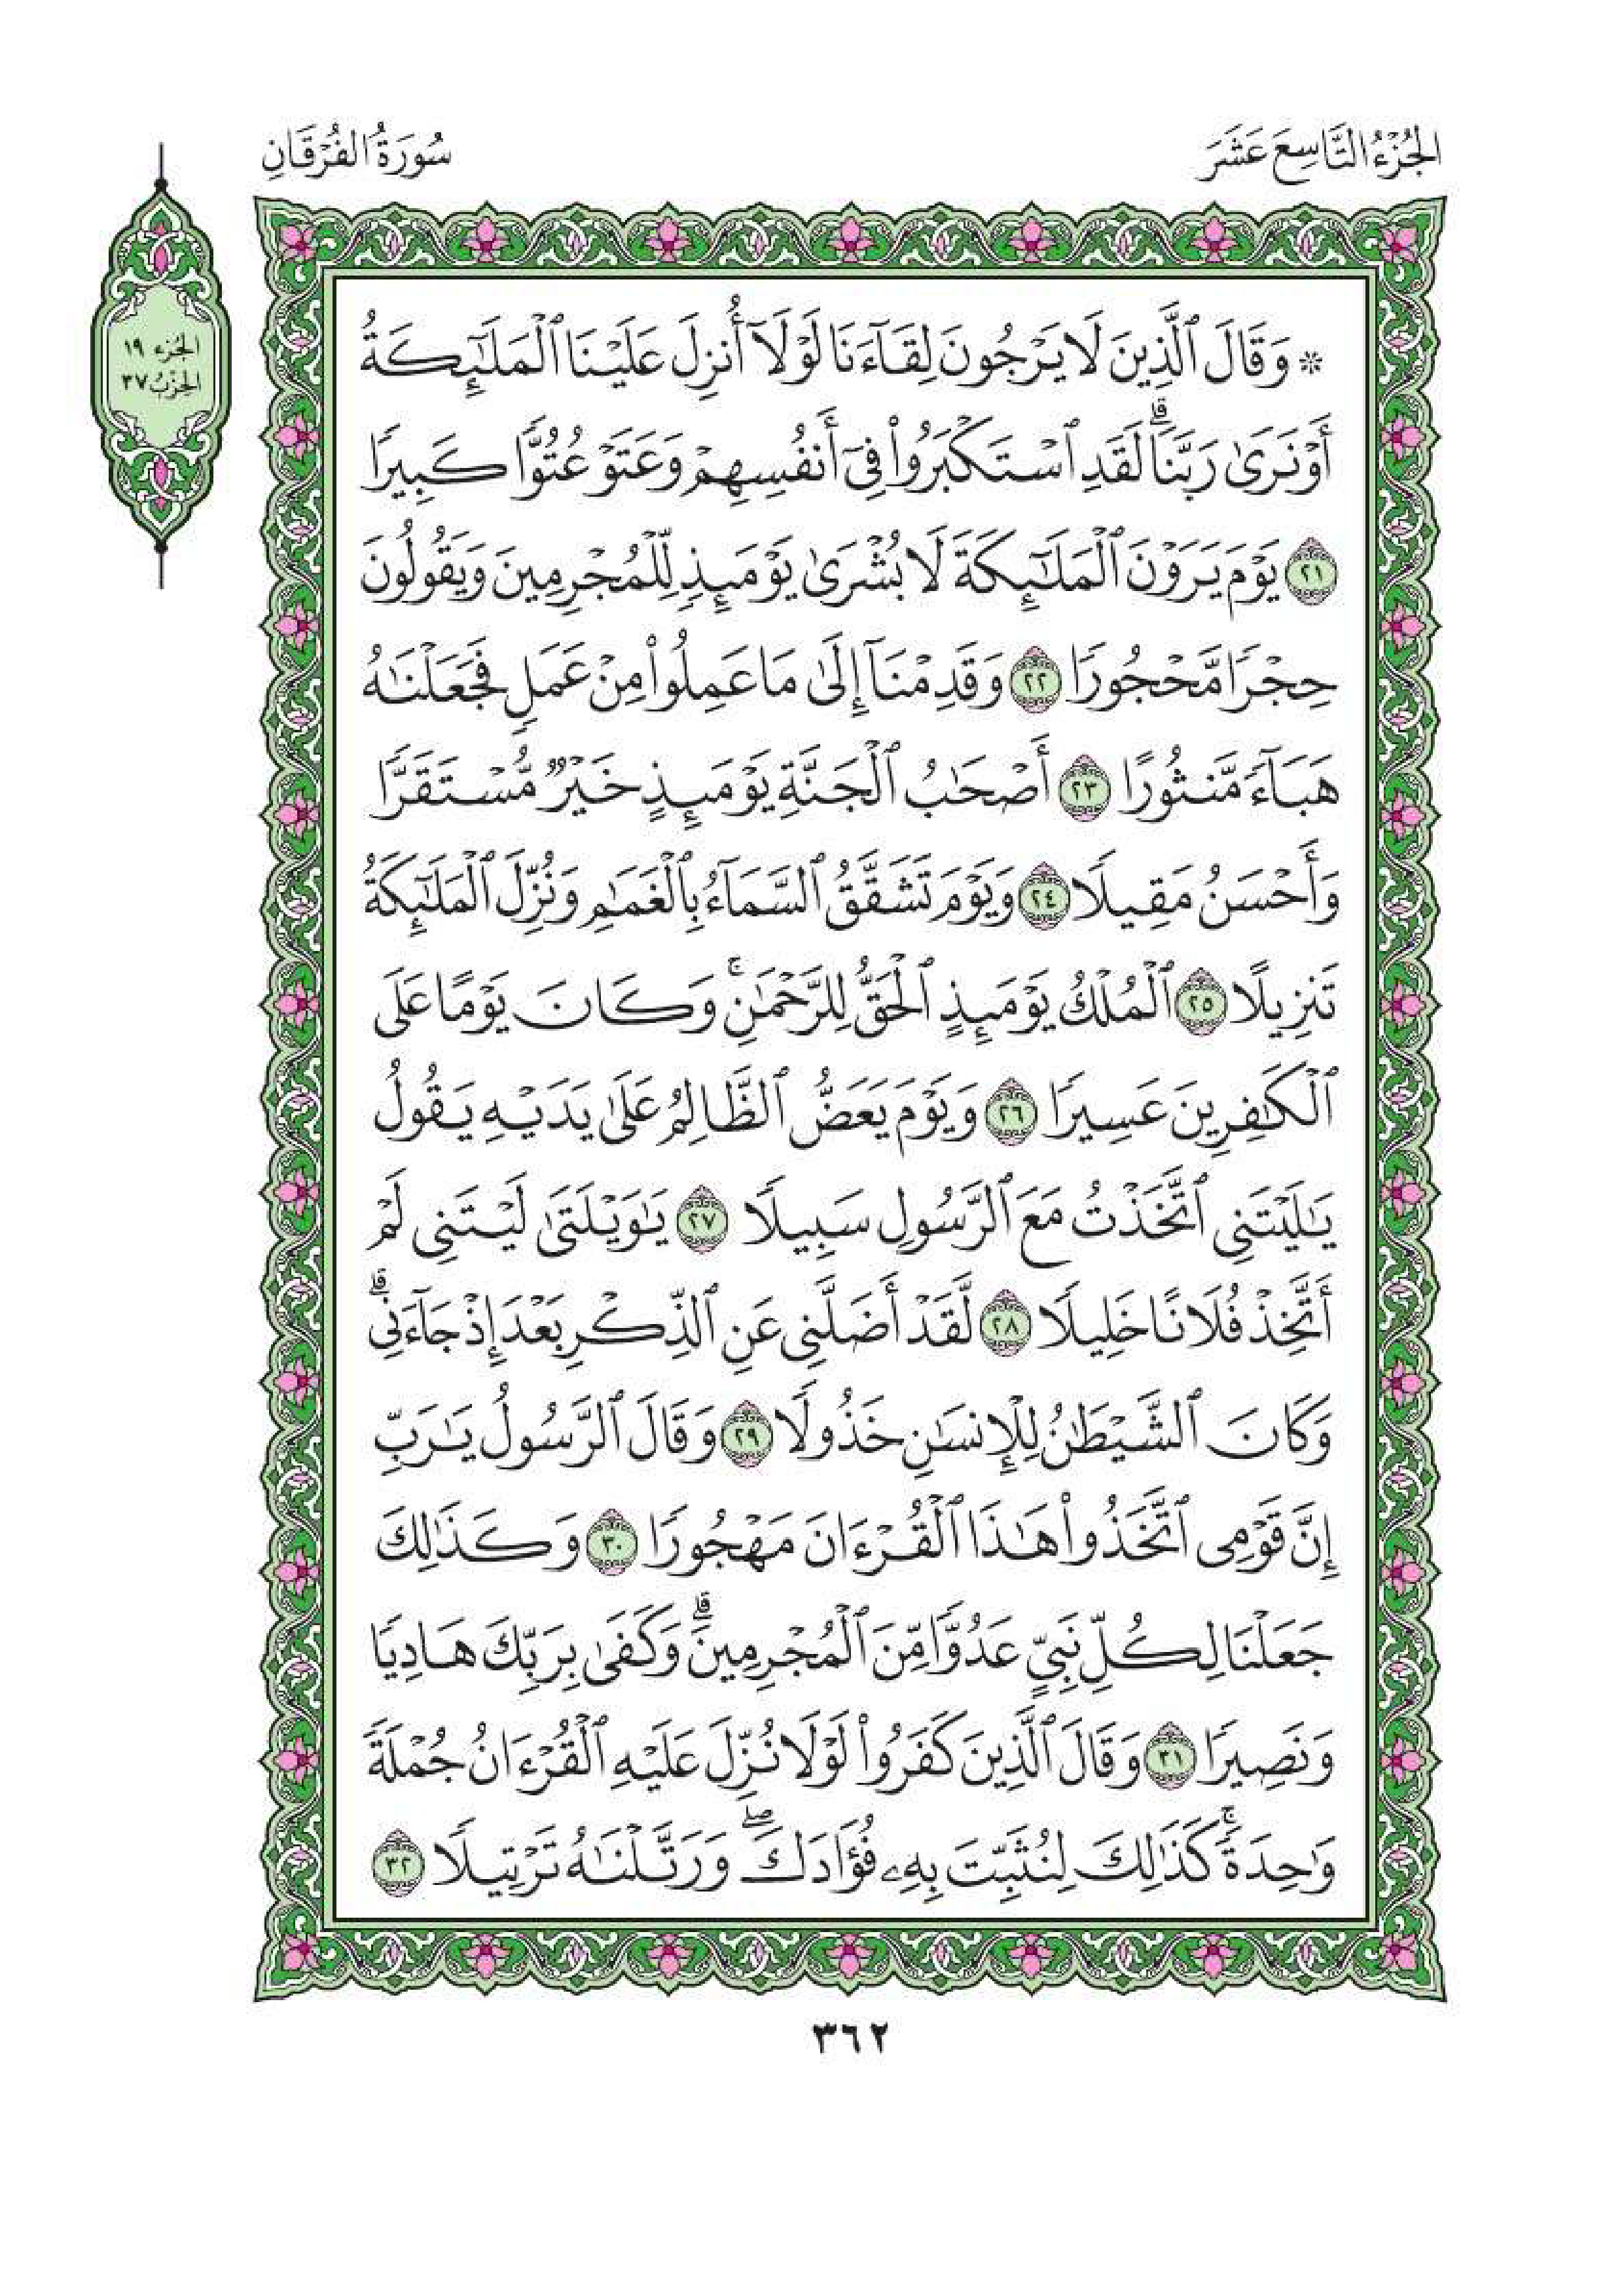 الجُزْءُ التَّاسِعَ عَشَرَ
سُورَةُ الفُرْقَانِ
الجزء ١٩
الحِزْبُ ٣٧
۞ وَقَالَ ٱلَّذِينَ لَا يَرْجُونَ لِقَآءَنَا لَوْلَآ أُنزِلَ عَلَيْنَا ٱلْمَلَٰٓئِكَةُ
أَوْ نَرَىٰ رَبَّنَا ۗ لَقَدِ ٱسْتَكْبَرُوا۟ فِىٓ أَنفُسِهِمْ وَعَتَوْ عُتُوًّا كَبِيرًا
٢١ يَوْمَ يَرَوْنَ ٱلْمَلَٰٓئِكَةَ لَا بُشْرَىٰ يَوْمَئِذٍ لِّلْمُجْرِمِينَ وَيَقُولُونَ
حِجْرًا مَّحْجُورًا ٢٢ وَقَدِمْنَآ إِلَىٰ مَا عَمِلُوا۟ مِنْ عَمَلٍ فَجَعَلْنَٰهُ
هَبَآءً مَّنثُورًا ٢٣ أَصْحَٰبُ ٱلْجَنَّةِ يَوْمَئِذٍ خَيْرٌ مُّسْتَقَرًّا
وَأَحْسَنُ مَقِيلًا ٢٤ وَيَوْمَ تَشَقَّقُ ٱلسَّمَآءُ بِٱلْغَمَٰمِ وَنُزِّلَ ٱلْمَلَٰٓئِكَةُ
تَنزِيلًا ٢٥ ٱلْمُلْكُ يَوْمَئِذٍ ٱلْحَقُّ لِلرَّحْمَٰنِ ۚ وَكَانَ يَوْمًا عَلَى
ٱلْكَٰفِرِينَ عَسِيرًا ٢٦ وَيَوْمَ يَعَضُّ ٱلظَّالِمُ عَلَىٰ يَدَيْهِ يَقُولُ
يَٰلَيْتَنِى ٱتَّخَذْتُ مَعَ ٱلرَّسُولِ سَبِيلًا ٢٧ يَٰوَيْلَتَىٰ لَيْتَنِى لَمْ
أَتَّخِذْ فُلَانًا خَلِيلًا ٢٨ لَّقَدْ أَضَلَّنِى عَنِ ٱلذِّكْرِ بَعْدَ إِذْ جَآءَنِى ۗ
وَكَانَ ٱلشَّيْطَٰنُ لِلْإِنسَٰنِ خَذُولًا ٢٩ وَقَالَ ٱلرَّسُولُ يَٰرَبِّ
إِنَّ قَوْمِى ٱتَّخَذُوا۟ هَٰذَا ٱلْقُرْءَانَ مَهْجُورًا ٣٠ وَكَذَٰلِكَ
جَعَلْنَا لِكُلِّ نَبِىٍّ عَدُوًّا مِّنَ ٱلْمُجْرِمِينَ ۗ وَكَفَىٰ بِرَبِّكَ هَادِيًا
وَنَصِيرًا ٣١ وَقَالَ ٱلَّذِينَ كَفَرُوا۟ لَوْلَا نُزِّلَ عَلَيْهِ ٱلْقُرْءَانُ جُمْلَةً
وَٰحِدَةً ۚ كَذَٰلِكَ لِنُثَبِّتَ بِهِۦ فُؤَادَكَ ۖ وَرَتَّلْنَٰهُ تَرْتِيلًا ٣٢
٣٦٢